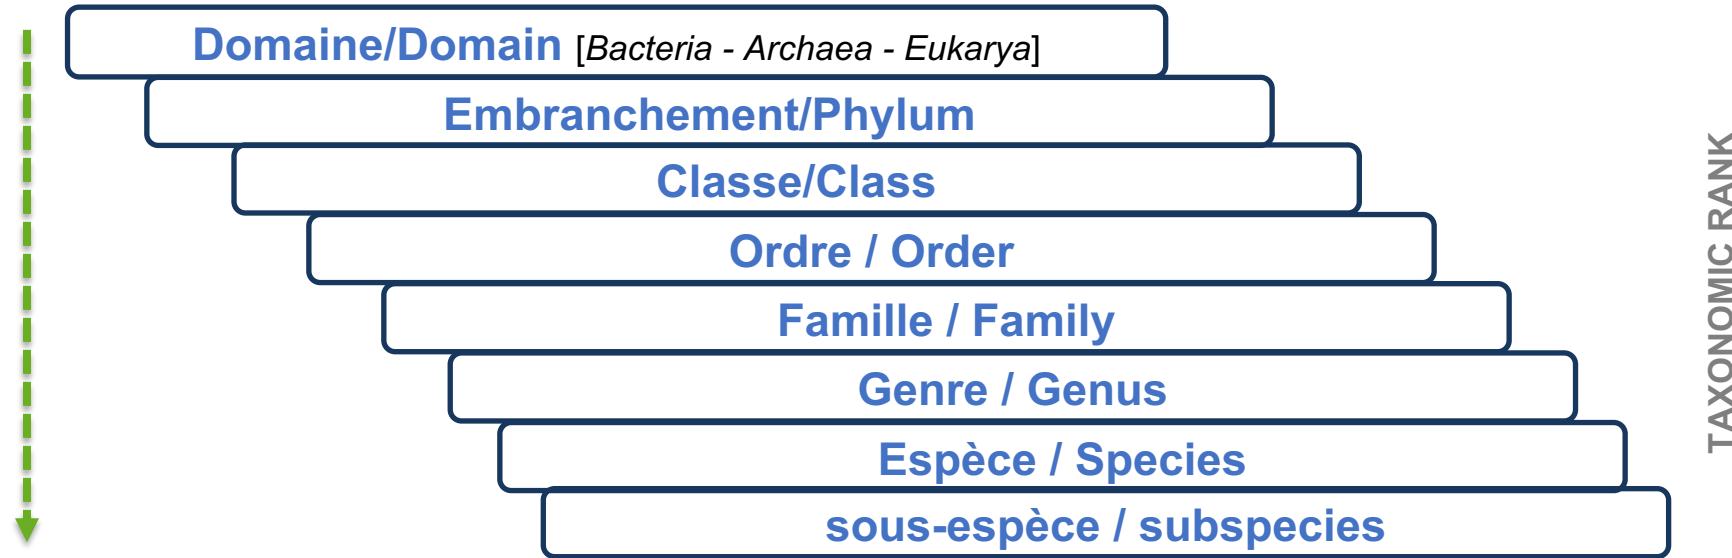 Domaine/Domain [Bacteria - Archaea - Eukarya]
Embranchement/Phylum
Classe/Class
Ordre / Order
Famille / Family
Genre / Genus
Espèce / Species
sous-espèce / subspecies
TAXONOMIC RANK